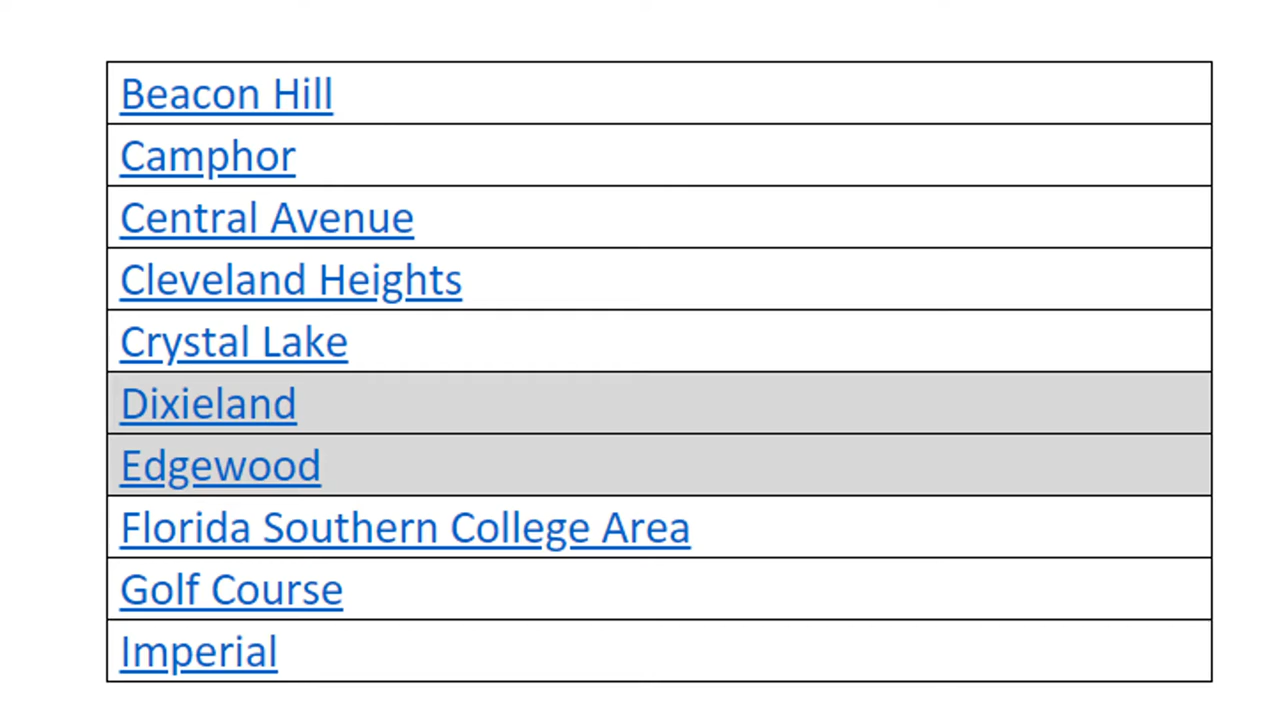 Beacon Hill
Camphor
Central Avenue
Cleveland Heights
Crystal Lake
Dixieland
Edgewood
Florida Southern College Area
Golf Course
Imperial